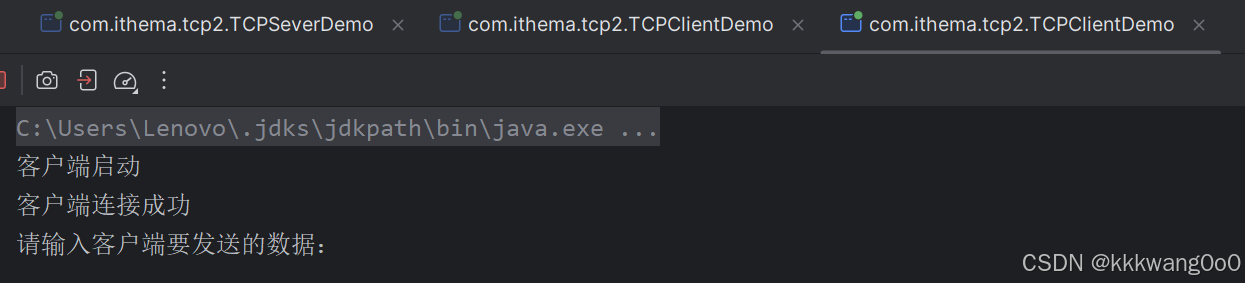 com.ithema.tcp2.TCPSeverDemo
com.ithema.tcp2.TCPClientDemo
com.ithema.tcp2.TCPClientDemo
C:\Users\Lenovo\.jdks\jdkpath\bin\java.exe ...
客户端启动
客户端连接成功
请输入客户端要发送的数据:
CSDN @kkkwang0o0